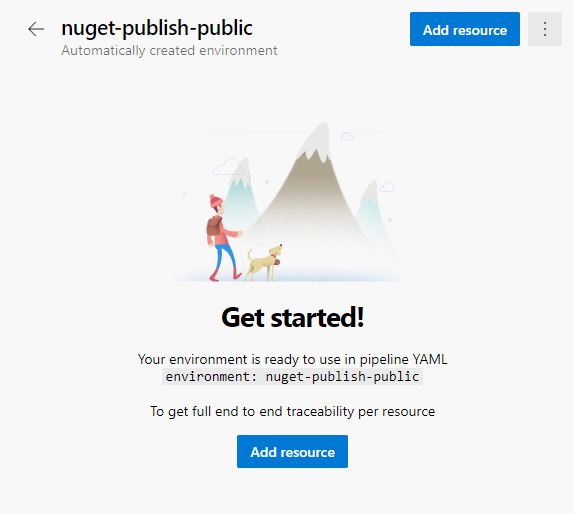 nuget-publish-public
Add resource
Automatically created environment
Get started!
Your environment is ready to use in pipeline YAML
environment: nuget-publish-public
To get full end to end traceability per resource
Add resource